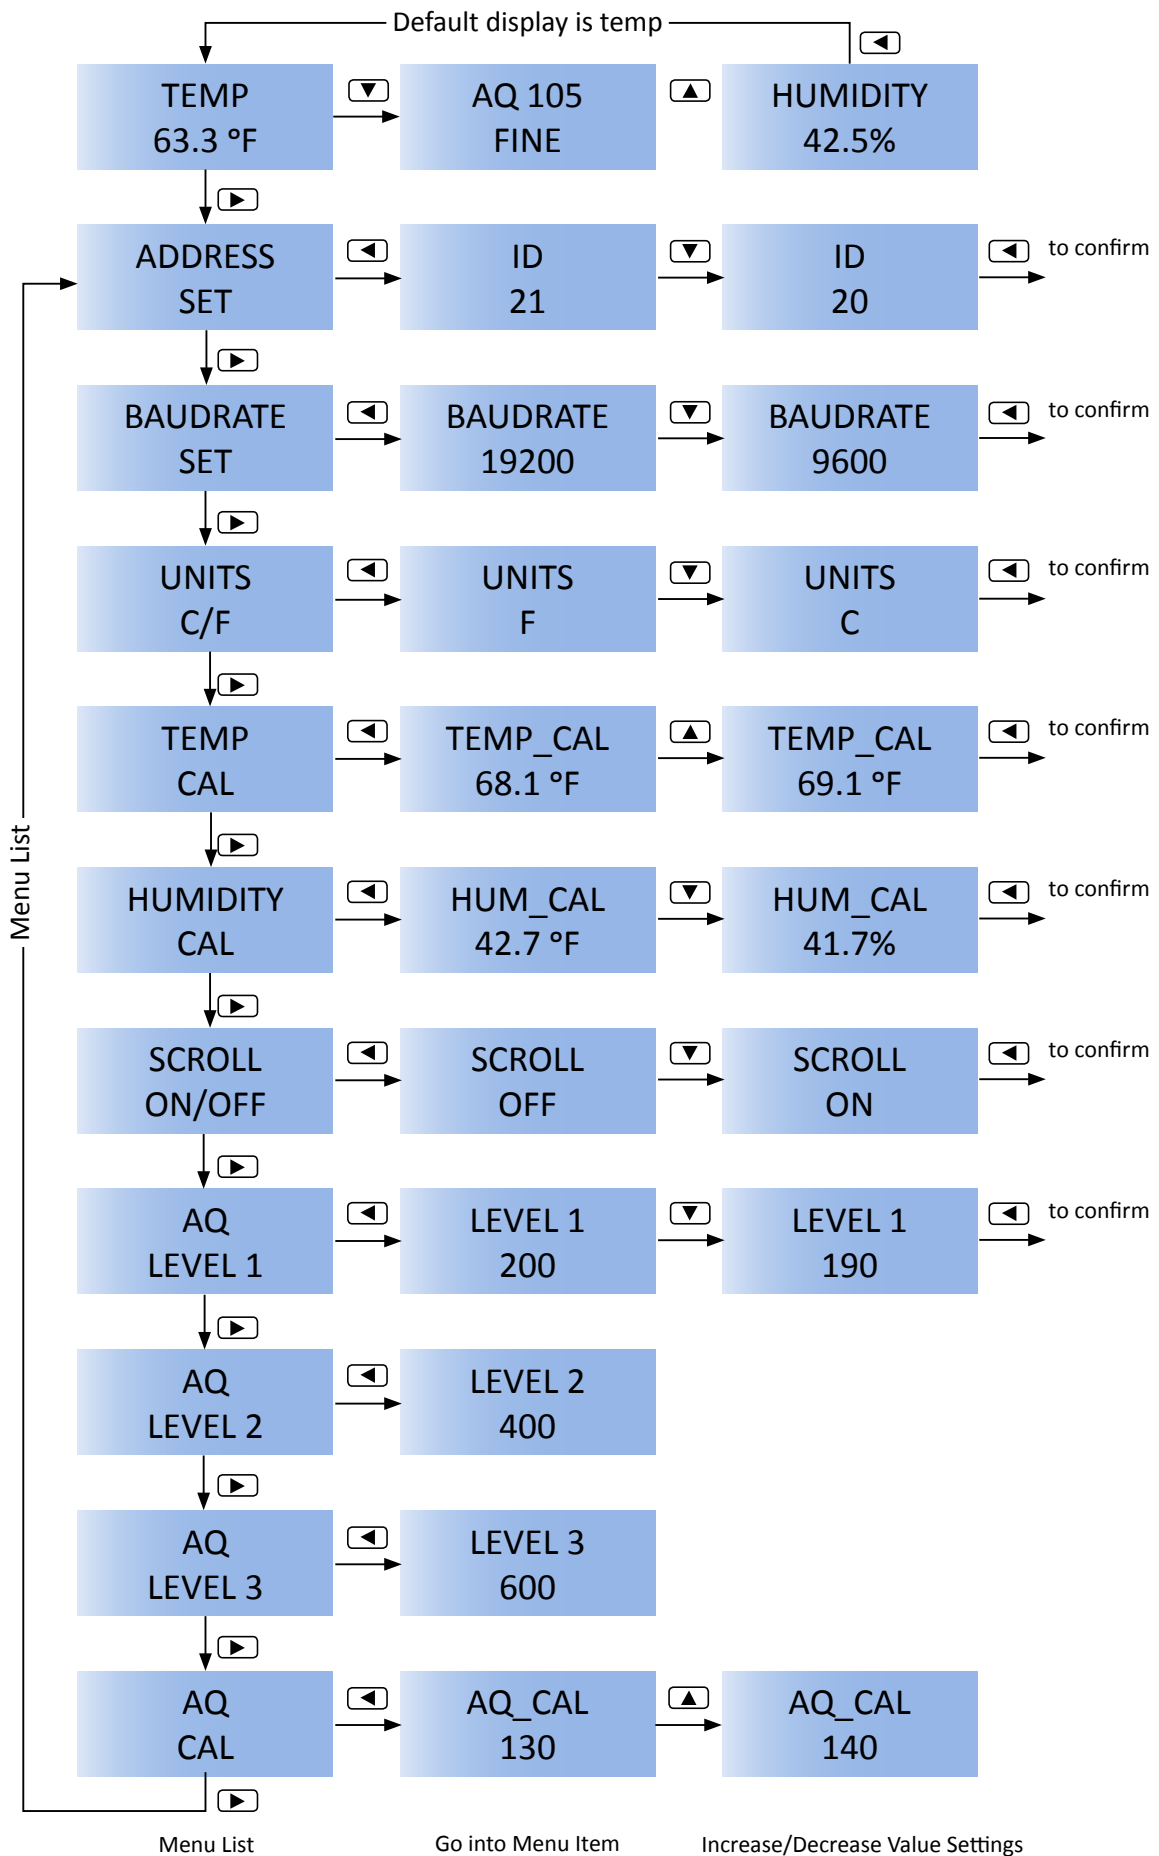 Default display is temp
TEMP
63.3 °F
AQ 105
FINE
HUMIDITY
42.5%
ADDRESS
SET
ID
21
ID
20
to confirm
BAUDRATE
SET
BAUDRATE
19200
BAUDRATE
9600
to confirm
UNITS
C/F
UNITS
F
UNITS
C
to confirm
TEMP
CAL
TEMP_CAL
68.1 °F
TEMP_CAL
69.1 °F
to confirm
Menu List
HUMIDITY
CAL
HUM_CAL
42.7 °F
HUM_CAL
41.7%
to confirm
SCROLL
ON/OFF
SCROLL
OFF
SCROLL
ON
to confirm
AQ
LEVEL 1
LEVEL 1
200
LEVEL 1
190
to confirm
AQ
LEVEL 2
LEVEL 2
400
AQ
LEVEL 3
LEVEL 3
600
AQ
CAL
AQ_CAL
130
AQ_CAL
140
Menu List
Go into Menu Item
Increase/Decrease Value Settings